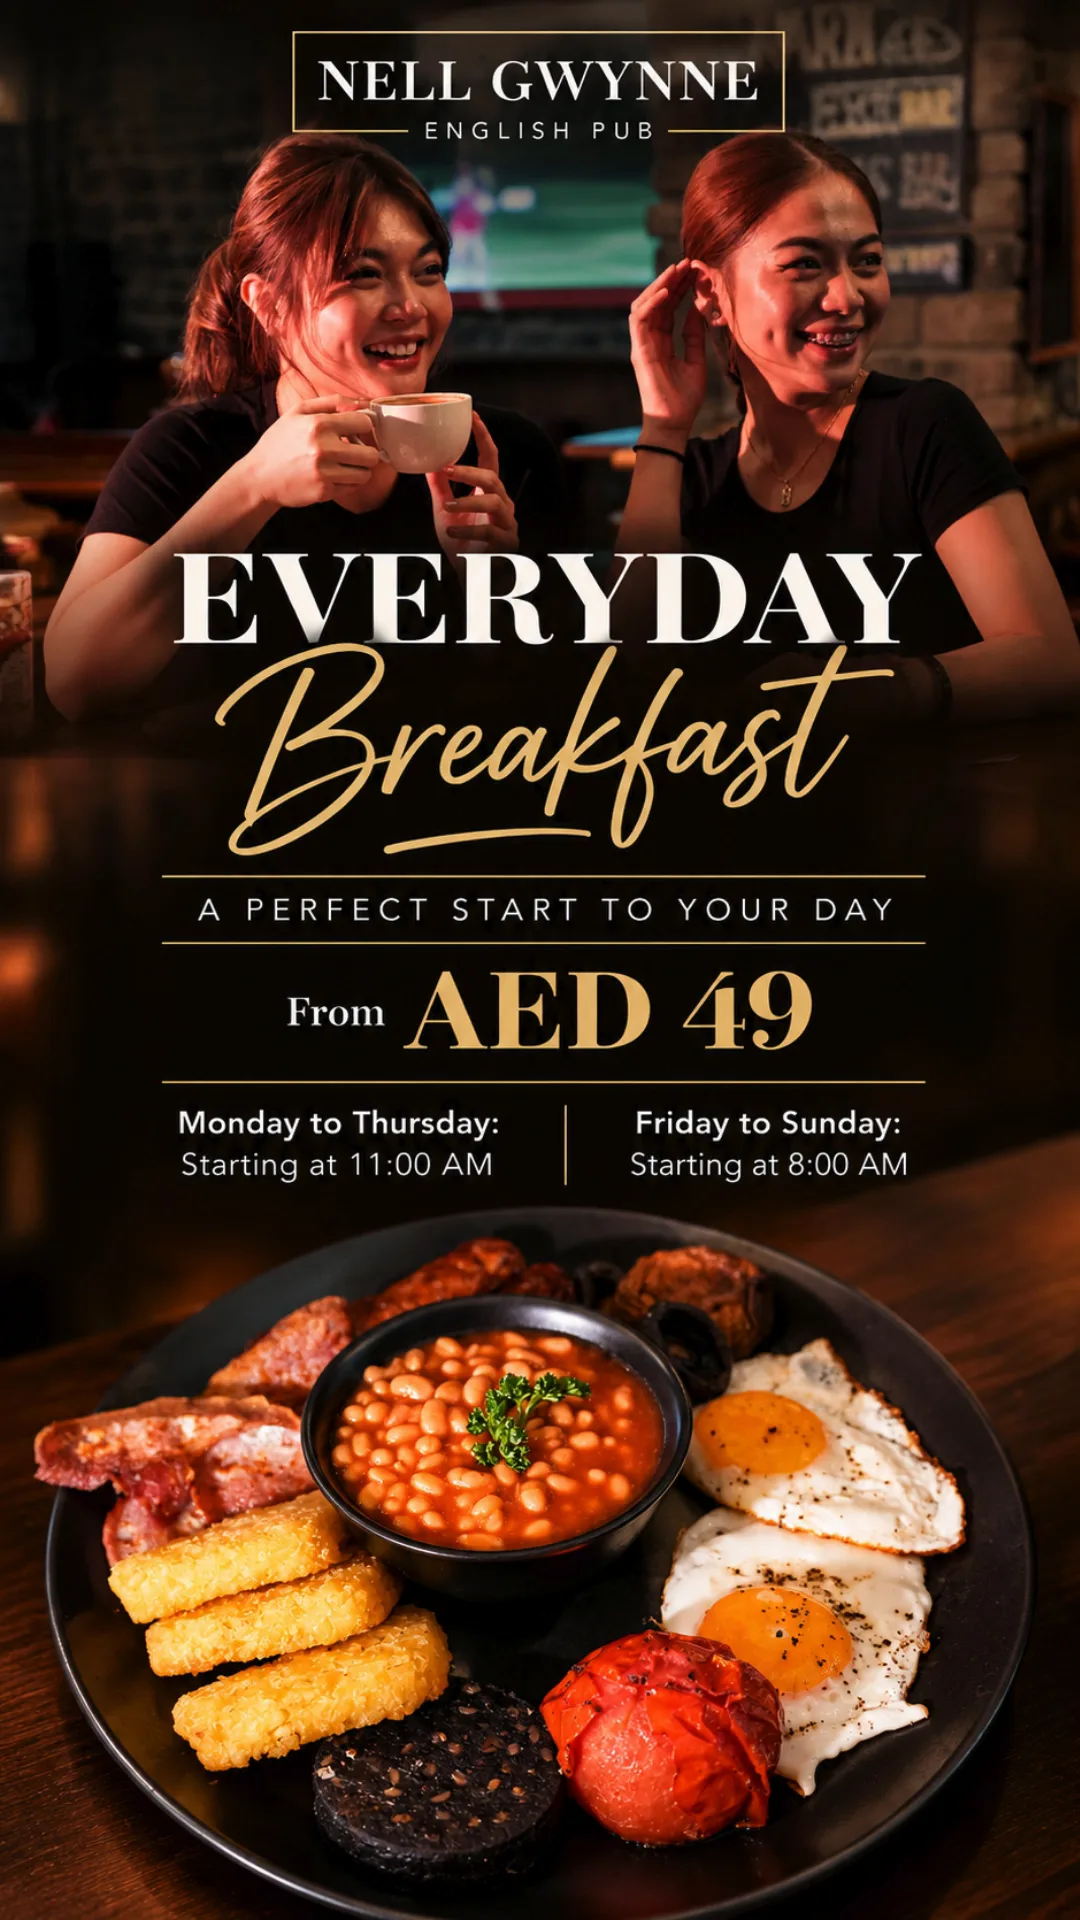 NELL GWYNNE
ENGLISH PUB
EVERYDAY
Breakfast
A PERFECT START TO YOUR DAY
From AED 49
Monday to Thursday:
Starting at 11:00 AM
Friday to Sunday:
Starting at 8:00 AM